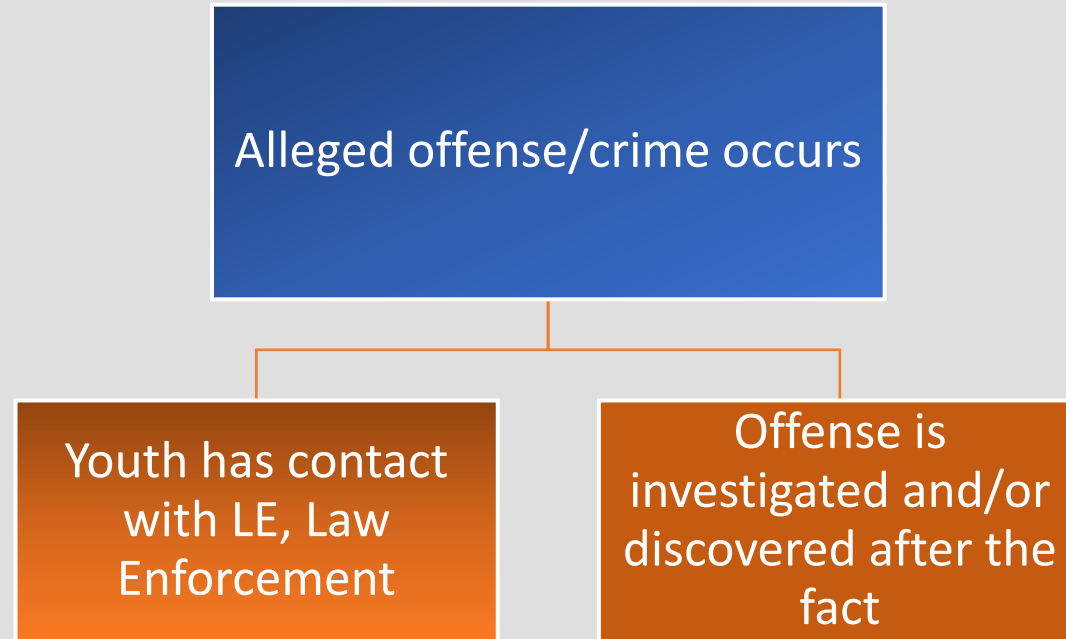 Alleged offense/crime occurs
Youth has contact
with LE, Law
Enforcement
Offense is
investigated and/or
discovered after the
fact